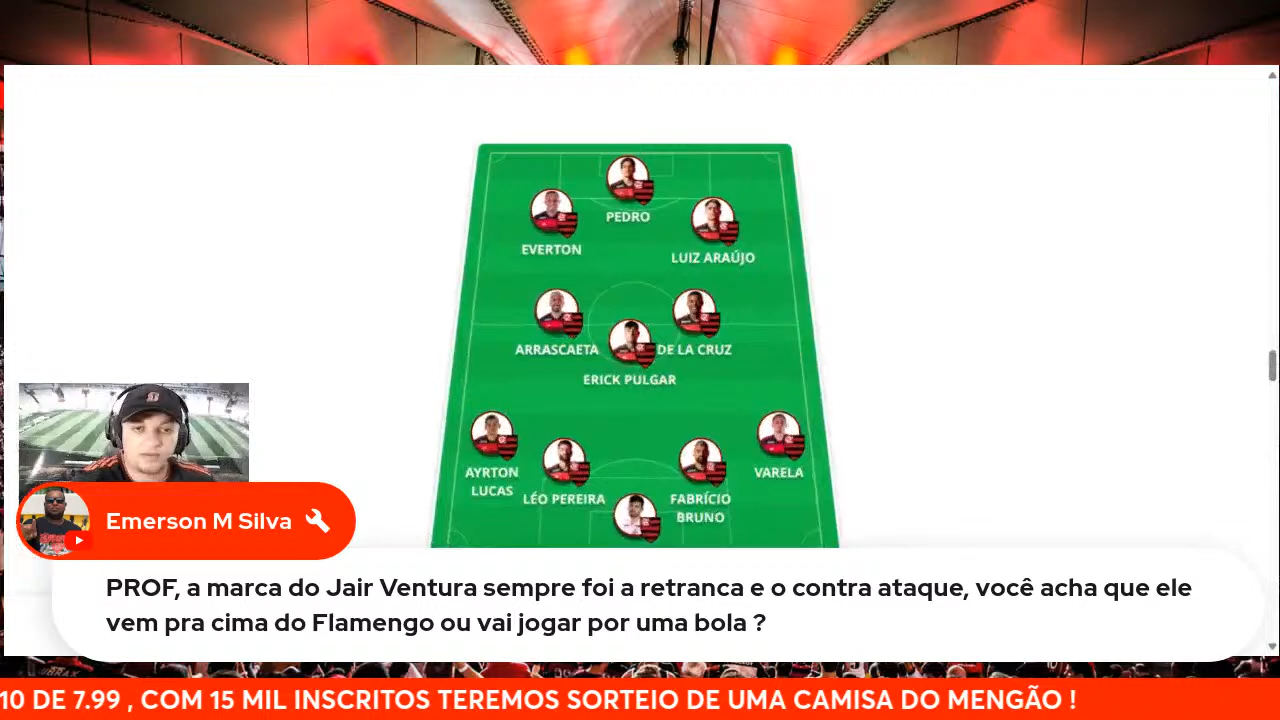 PEDRO
EVERTON
LUIZ ARAÚJO
ARRASCAETA
DE LA CRUZ
ERICK PULGAR
AYRTON
LUCAS
LÉO PEREIRA
FABRÍCIO
BRUNO
VARELA
Emerson M Silva
PROF, a marca do Jair Ventura sempre foi a retranca e o contra ataque, você acha que ele
vem pra cima do Flamengo ou vai jogar por uma bola ?
10 DE 7.99 , COM 15 MIL INSCRITOS TEREMOS SORTEIO DE UMA CAMISA DO MENGÃO !